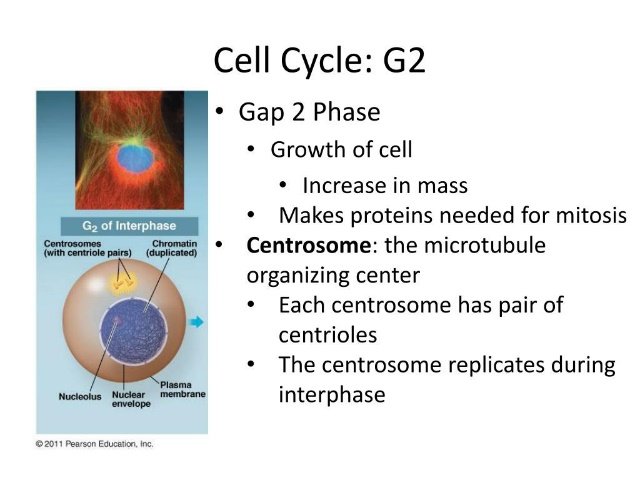 Cell Cycle: G2
G₂ of Interphase
Centrosomes
(with centriole pairs)
Chromatin
(duplicated)
Nucleolus
Nuclear
envelope
Plasma
membrane
© 2011 Pearson Education, Inc.
• Gap 2 Phase
• Growth of cell
• Increase in mass
• Makes proteins needed for mitosis
• Centrosome: the microtubule
organizing center
• Each centrosome has pair of
centrioles
• The centrosome replicates during
interphase